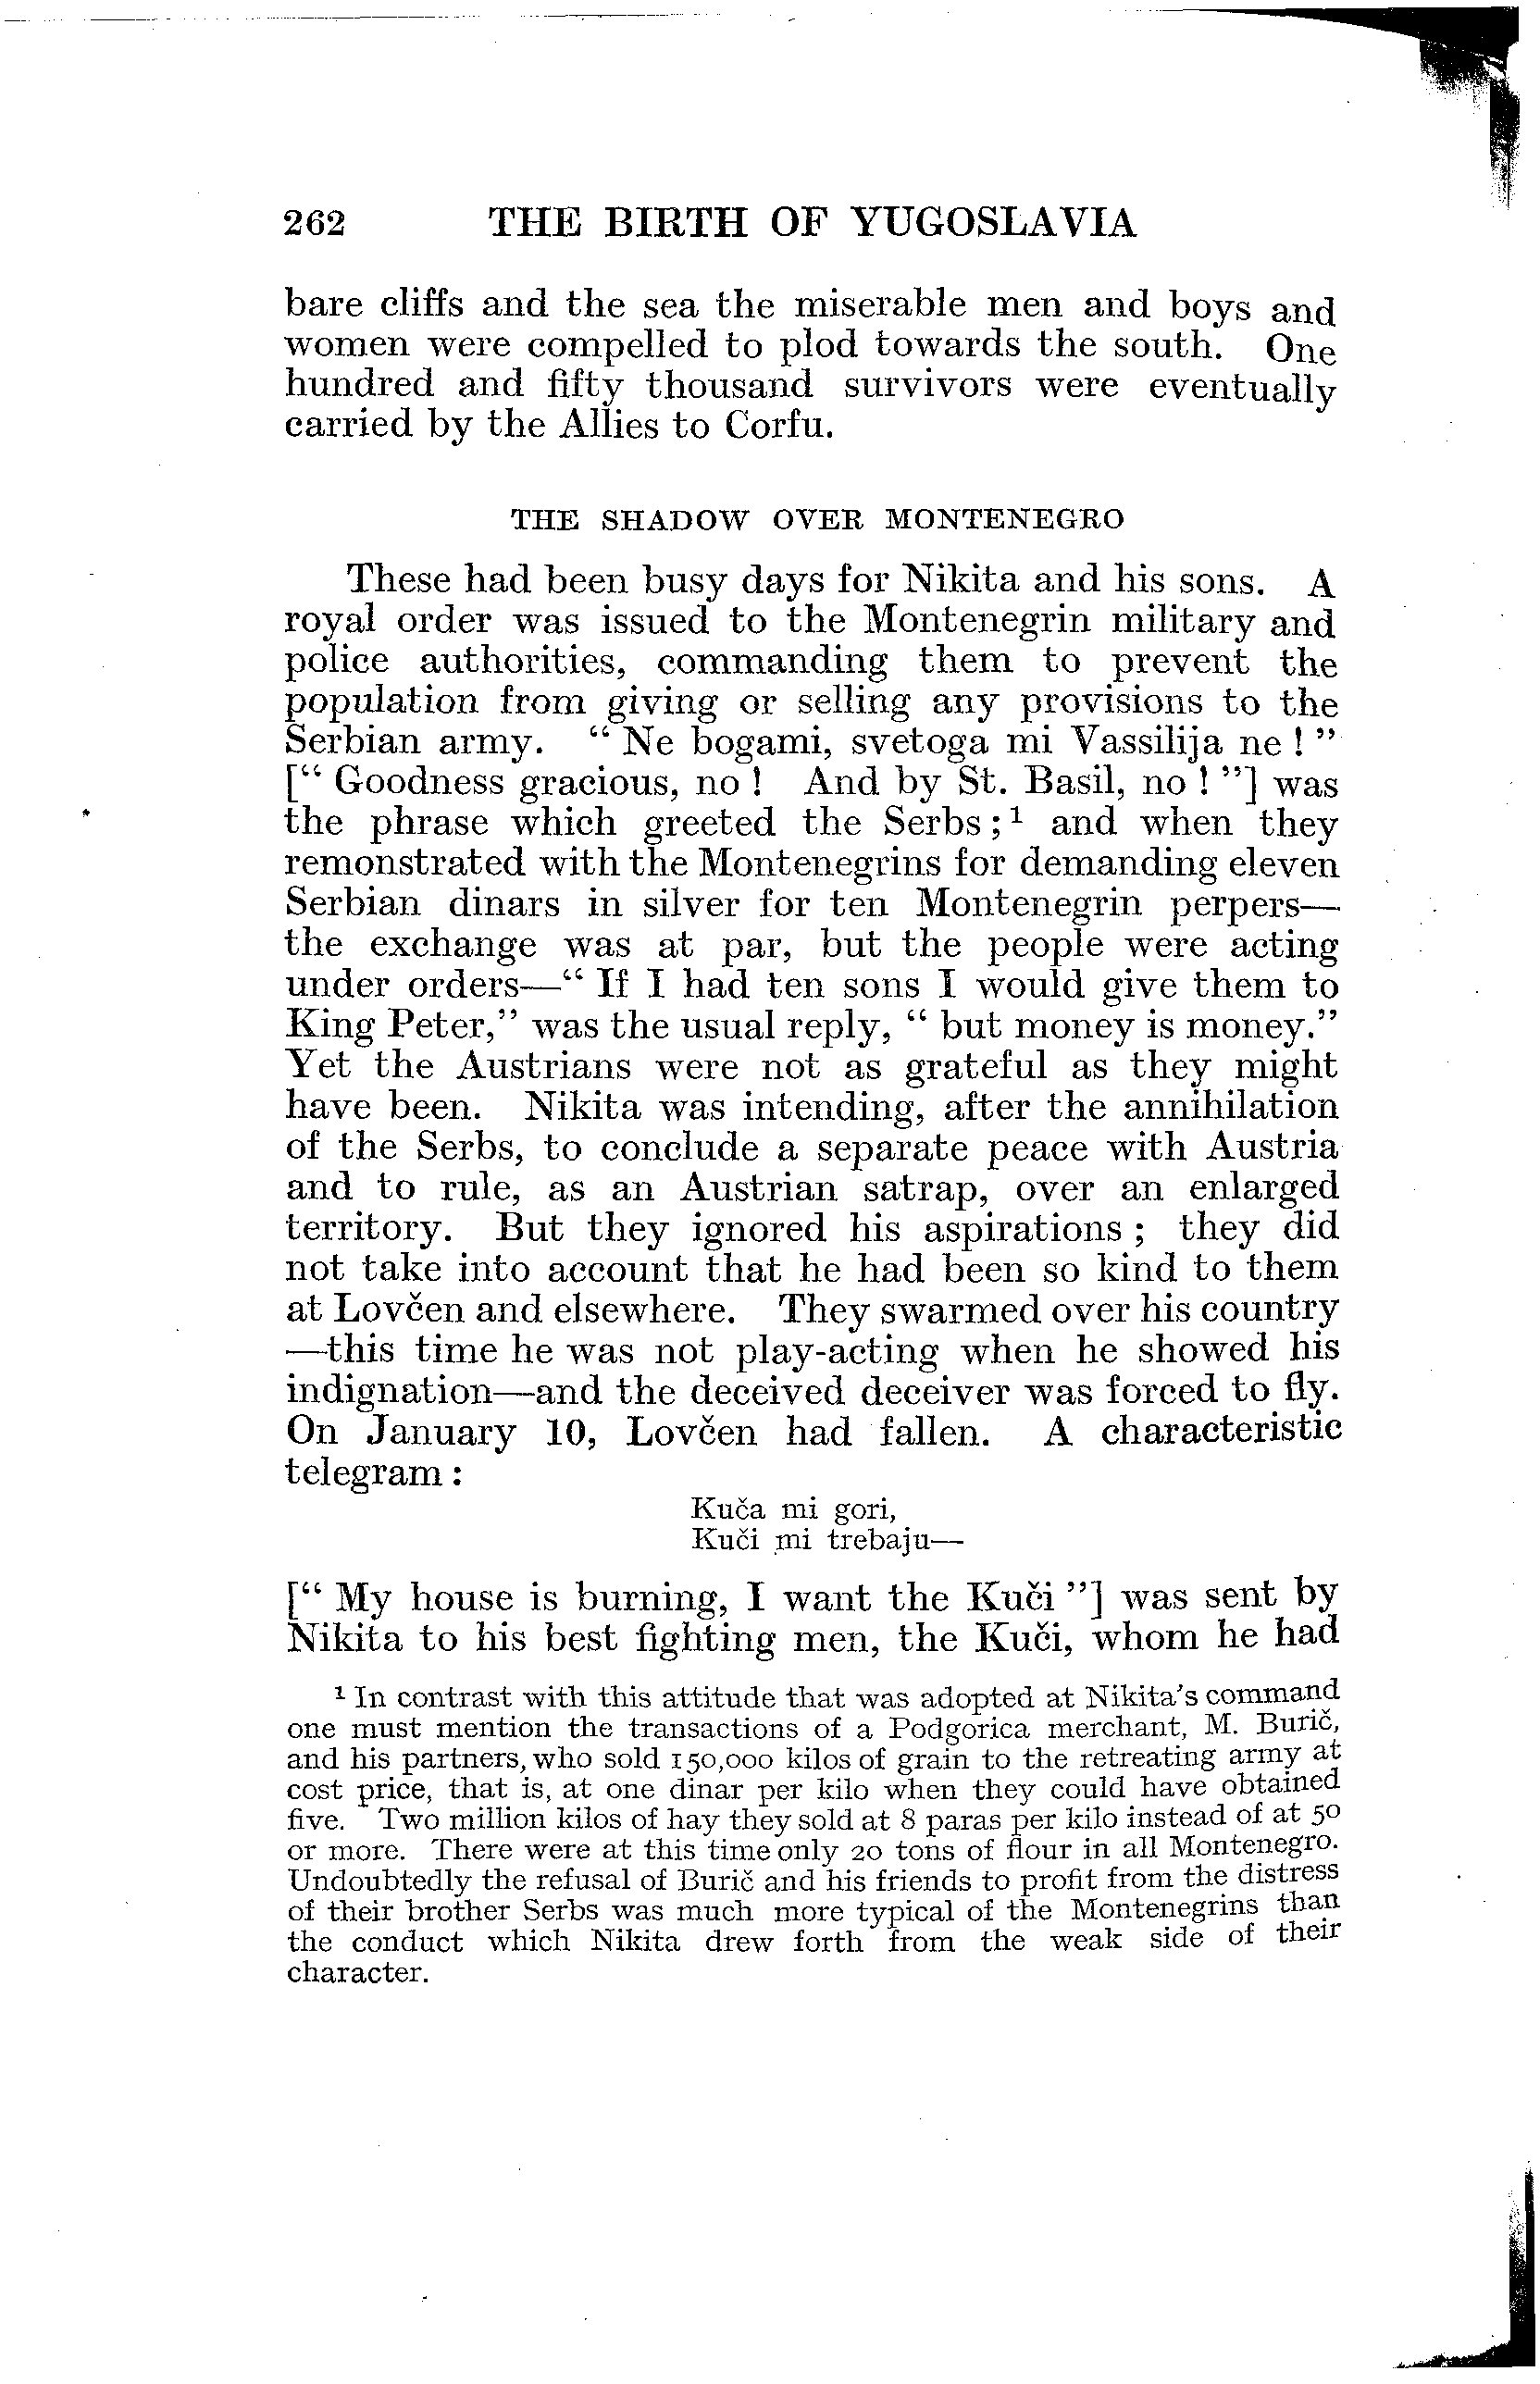 262 THE BIRTH OF YUGOSLAVIA
bare cliffs and the sea the miserable men and boys and
women were compelled to plod towards the south. One
hundred and fifty thousand survivors were eventually
carried by the Allies to Corfu.
THE SHADOW OVER MONTENEGRO
These had been busy days for Nikita and his sons. A
royal order was issued to the Montenegrin military and
police authorities, commanding them to prevent the
population from giving or selling any provisions to the
Serbian army. “ Ne bogami, svetoga mi Vassilija ne ! ”
[“ Goodness gracious, no ! And by St. Basil, no ! ”] was
the phrase which greeted the Serbs ;¹ and when they
remonstrated with the Montenegrins for demanding eleven
Serbian dinars in silver for ten Montenegrin perpers—
the exchange was at par, but the people were acting
under orders—“ If I had ten sons I would give them to
King Peter,” was the usual reply, “ but money is money.”
Yet the Austrians were not as grateful as they might
have been. Nikita was intending, after the annihilation
of the Serbs, to conclude a separate peace with Austria
and to rule, as an Austrian satrap, over an enlarged
territory. But they ignored his aspirations ; they did
not take into account that he had been so kind to them
at Lovčen and elsewhere. They swarmed over his country
—this time he was not play-acting when he showed his
indignation—and the deceived deceiver was forced to fly.
On January 10, Lovčen had fallen. A characteristic
telegram :
Kuča mi gori,
Kuči mi trebaju—
[“ My house is burning, I want the Kuči ”] was sent by
Nikita to his best fighting men, the Kuči, whom he had
¹ In contrast with this attitude that was adopted at Nikita's command
one must mention the transactions of a Podgorica merchant, M. Burić,
and his partners, who sold 150,000 kilos of grain to the retreating army at
cost price, that is, at one dinar per kilo when they could have obtained
five. Two million kilos of hay they sold at 8 paras per kilo instead of at 50
or more. There were at this time only 20 tons of flour in all Montenegro.
Undoubtedly the refusal of Burić and his friends to profit from the distress
of their brother Serbs was much more typical of the Montenegrins than
the conduct which Nikita drew forth from the weak side of their
character.